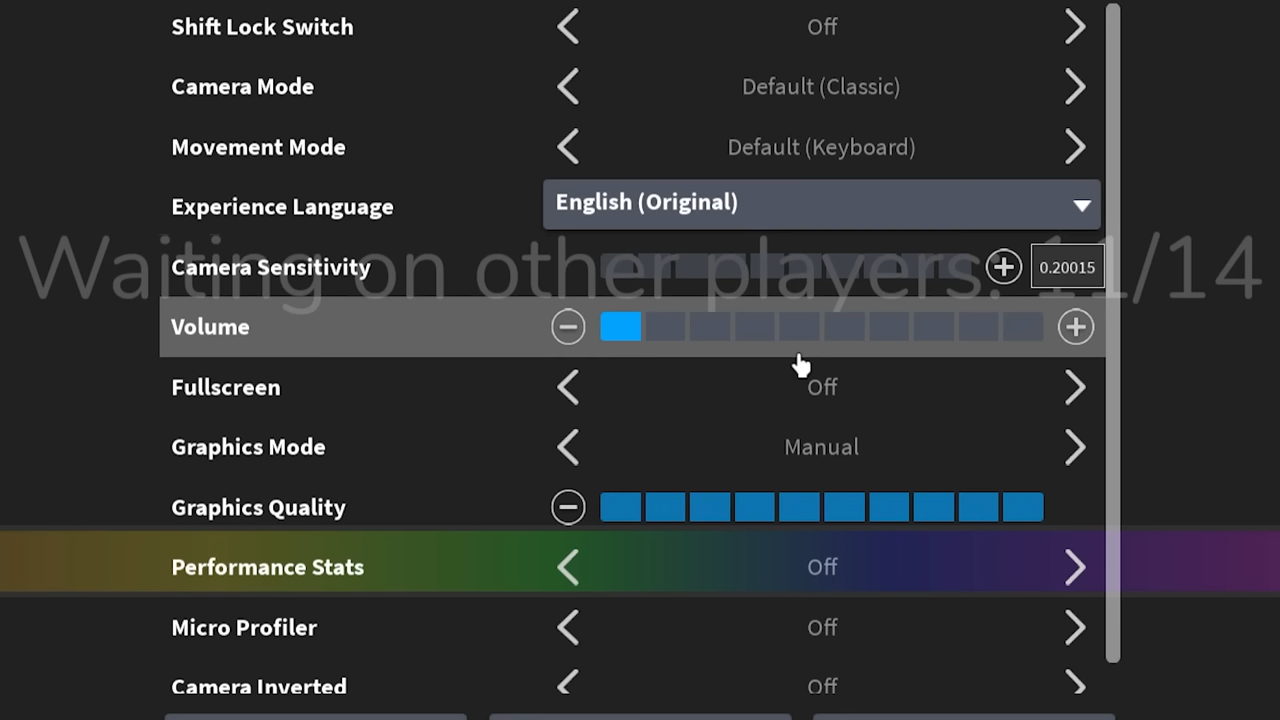 Shift Lock Switch Off
Camera Mode Default (Classic)
Movement Mode Default (Keyboard)
Experience Language English (Original)
Waiting on other players. 11/14
Camera Sensitivity 0.20015
Volume
Fullscreen Off
Graphics Mode Manual
Graphics Quality
Performance Stats Off
Micro Profiler Off
Camera Inverted Off